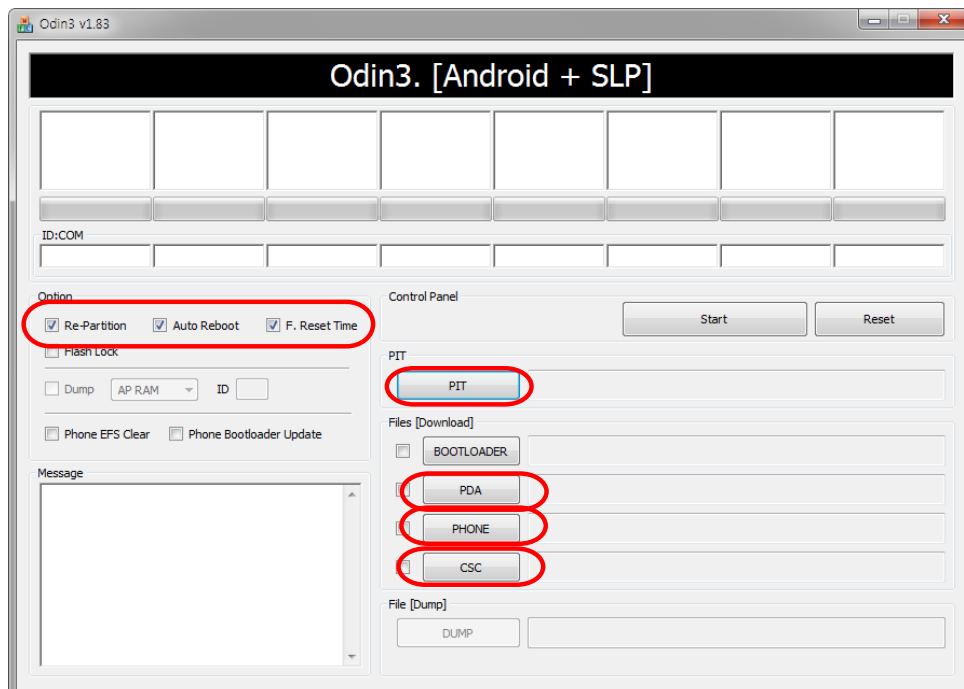 Odin3 v1.83
Odin3. [Android + SLP]
ID:COM
Option
Re-Partition Auto Reboot F. Reset Time
Flash Lock
Dump AP RAM ID
Phone EFS Clear Phone Bootloader Update
Message
Control Panel
Start Reset
PIT
PIT
Files [Download]
BOOTLOADER
PDA
PHONE
CSC
File [Dump]
DUMP